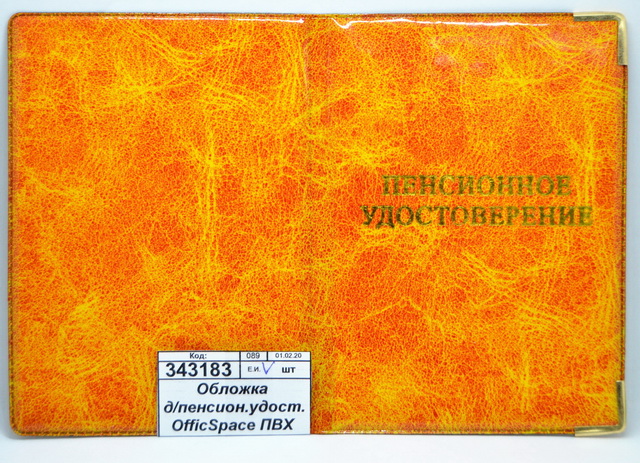 ПЕНСИОННОЕ
УДОСТОВЕРЕНИЕ
Код: 089 01.02.20
343183 Е.И. шт
Обложка
д/пенсион.удост.
OfficSpace ПВХ